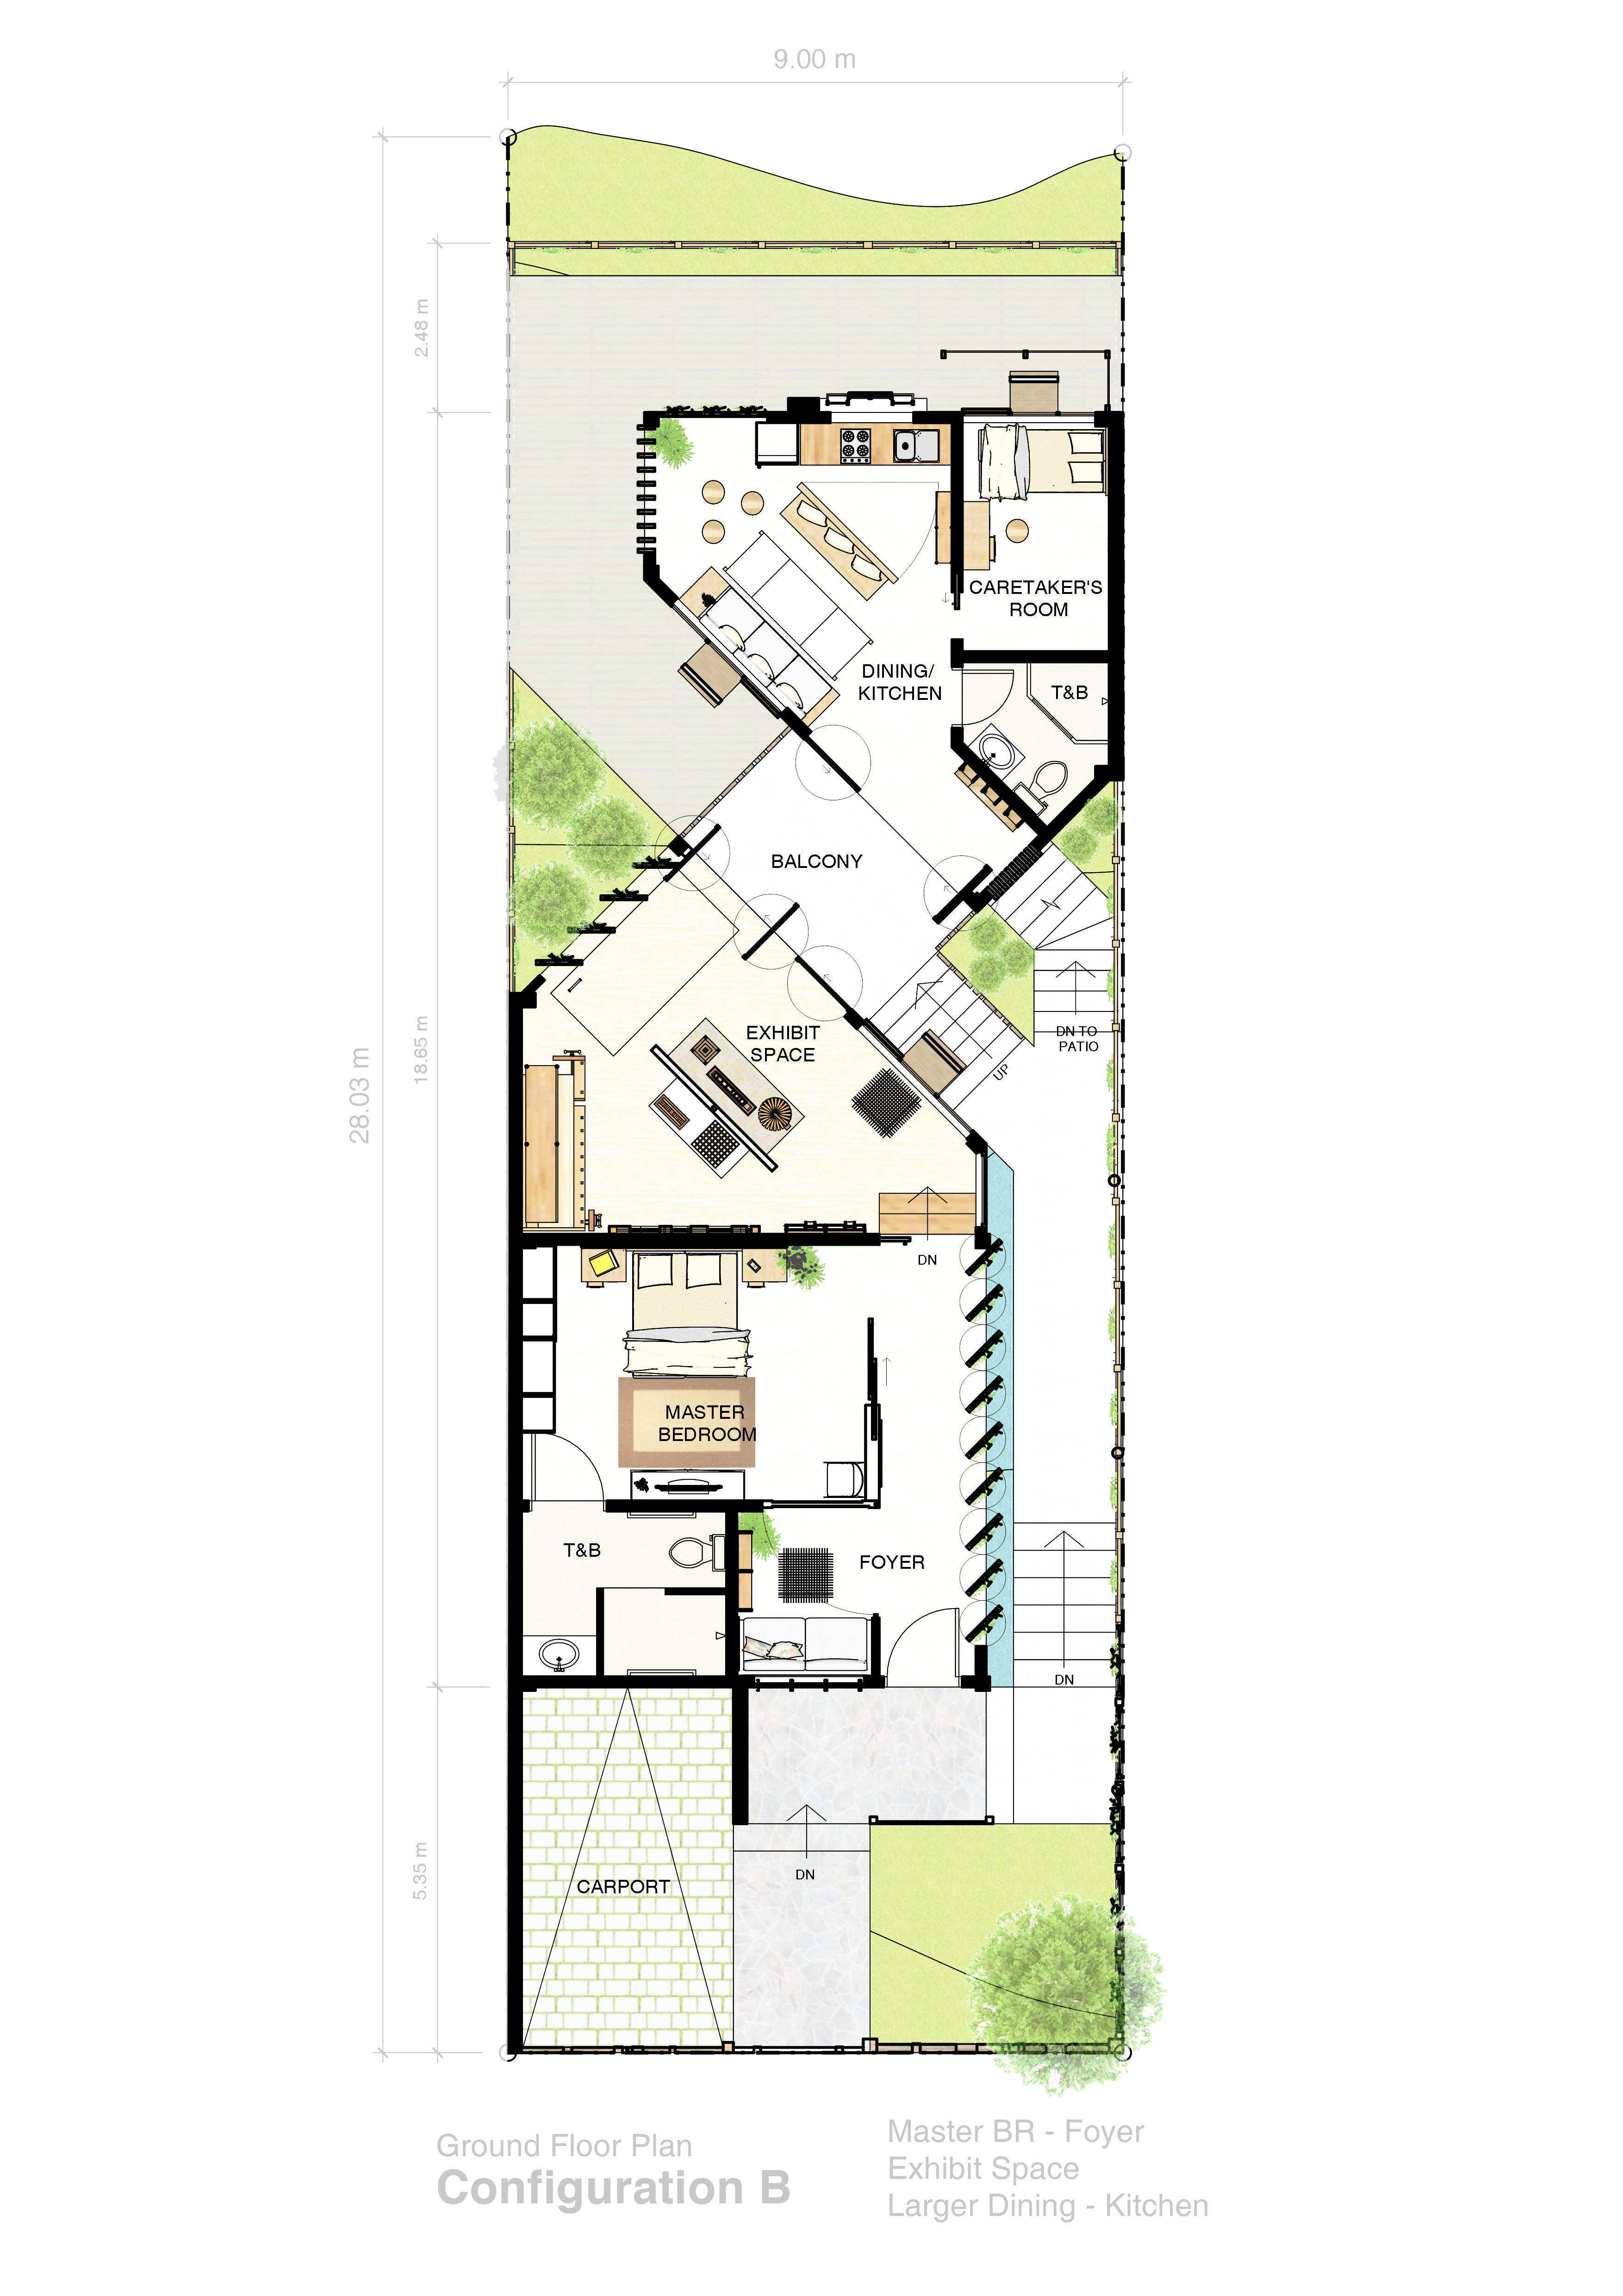 9.00 m
2.48 m
CARETAKER'S
ROOM
DINING/
KITCHEN
T&B
BALCONY
EXHIBIT
SPACE
DN TO
PATIO
UP
18.65 m
28.03 m
DN
MASTER
BEDROOM
T&B
FOYER
DN
5.35 m
DN
CARPORT
Ground Floor Plan
Configuration B
Master BR - Foyer
Exhibit Space
Larger Dining - Kitchen